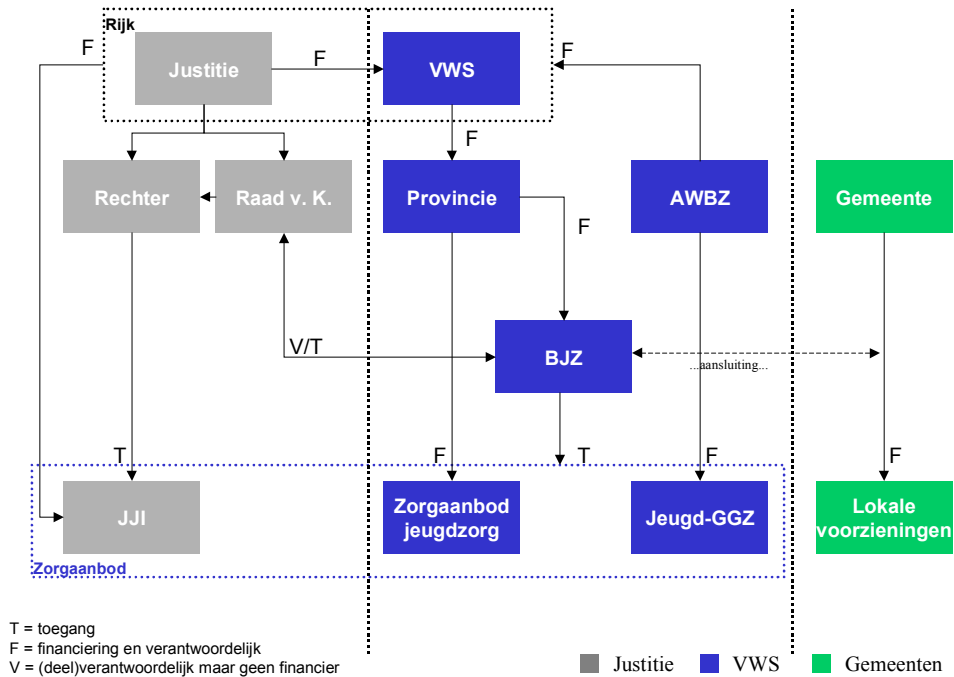 Rijk
F
Justitie
F
VWS
F
F
Rechter
Raad v. K.
Provincie
AWBZ
Gemeente
F
V/T
BJZ
...aansluiting...
T
F
T
F
F
JJI
Zorgaanbod
jeugdzorg
Jeugd-GGZ
Lokale
voorzieningen
Zorgaanbod
T = toegang
F = financiering en verantwoordelijk
V = (deel)verantwoordelijk maar geen financier
Justitie
VWS
Gemeenten